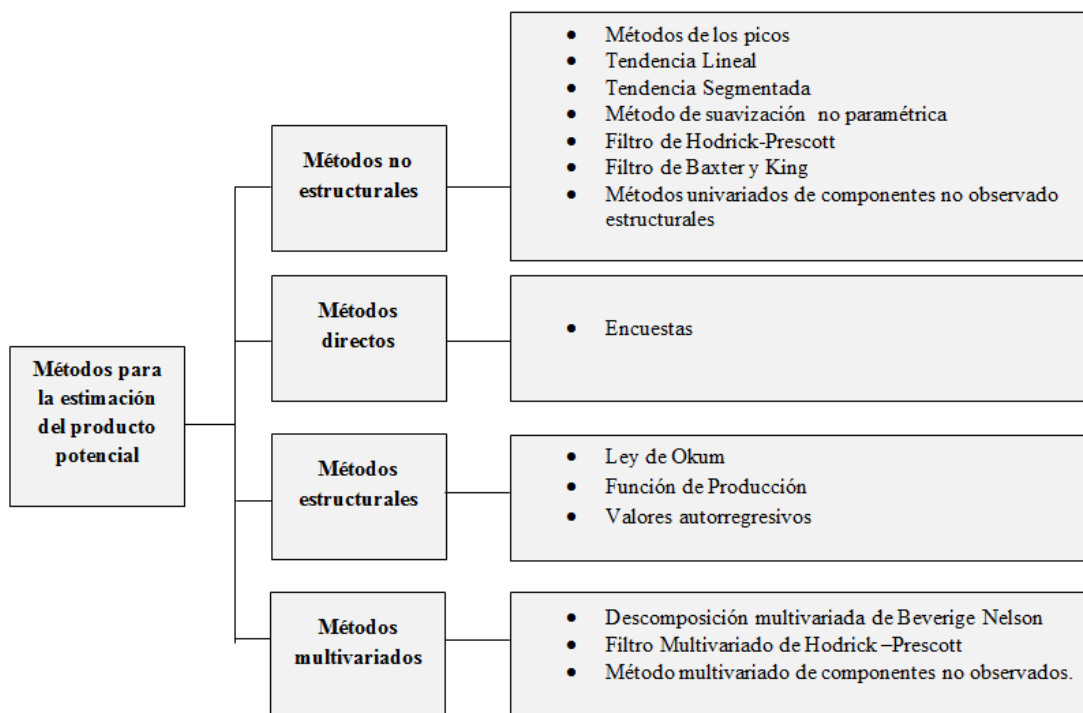 Métodos para
la estimación
del producto
potencial
Métodos no
estructurales
• Métodos de los picos
• Tendencia Lineal
• Tendencia Segmentada
• Método de suavización no paramétrica
• Filtro de Hodrick-Prescott
• Filtro de Baxter y King
• Métodos univariados de componentes no observado
estructurales
Métodos
directos
• Encuestas
Métodos
estructurales
• Ley de Okum
• Función de Producción
• Valores autorregresivos
Métodos
multivariados
• Descomposición multivariada de Beverige Nelson
• Filtro Multivariado de Hodrick –Prescott
• Método multivariado de componentes no observados.